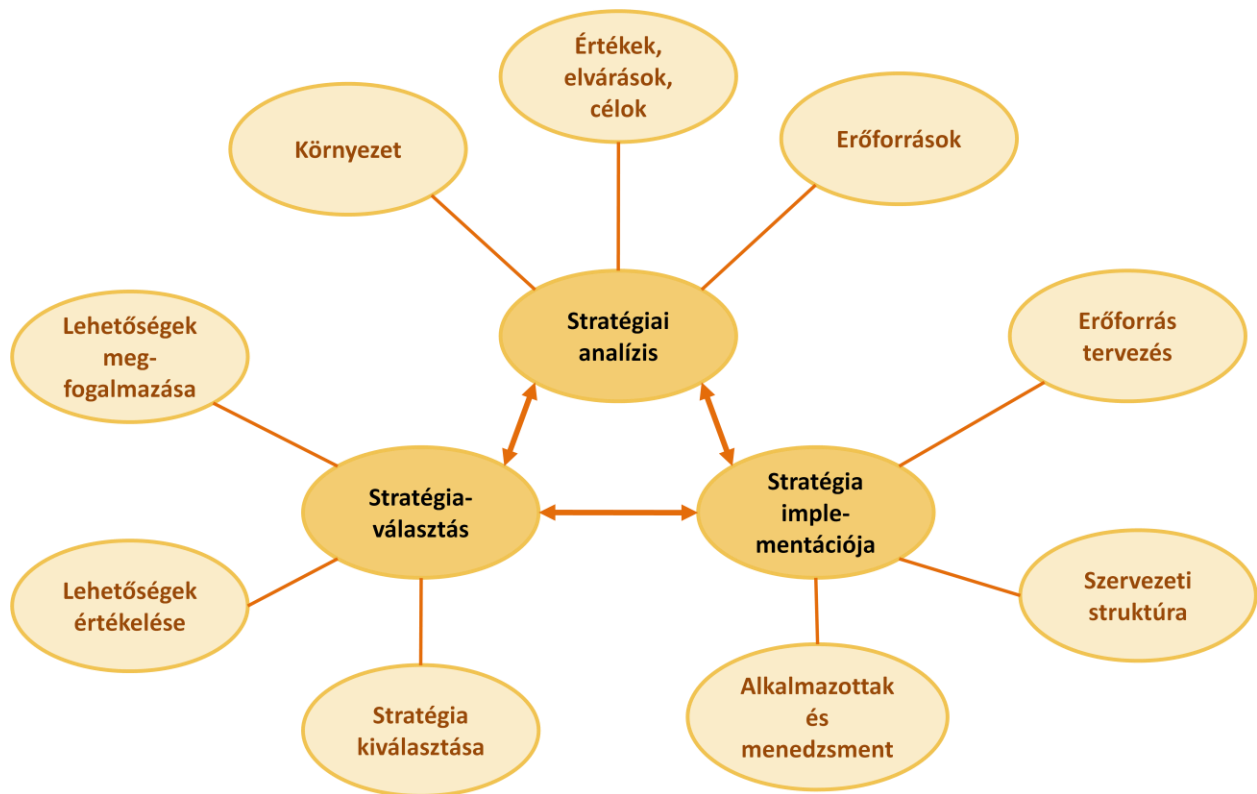 Értékek,
elvárások,
célok
Környezet
Erőforrások
Stratégiai
analízis
Lehetőségek
meg-
fogalmazása
Erőforrás
tervezés
Stratégia-
választás
Stratégia
imple-
mentációja
Lehetőségek
értékelése
Szervezeti
struktúra
Stratégia
kiválasztása
Alkalmazottak
és
menedzsment